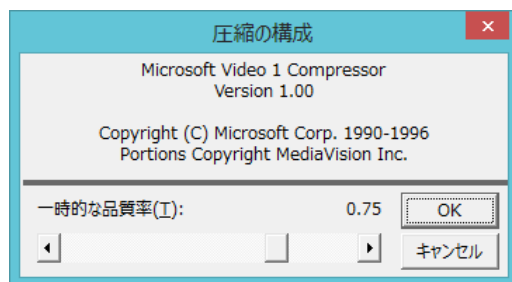 圧縮の構成
Microsoft Video 1 Compressor
Version 1.00
Copyright (C) Microsoft Corp. 1990-1996
Portions Copyright MediaVision Inc.
一時的な品質率(T): 0.75 OK
キャンセル